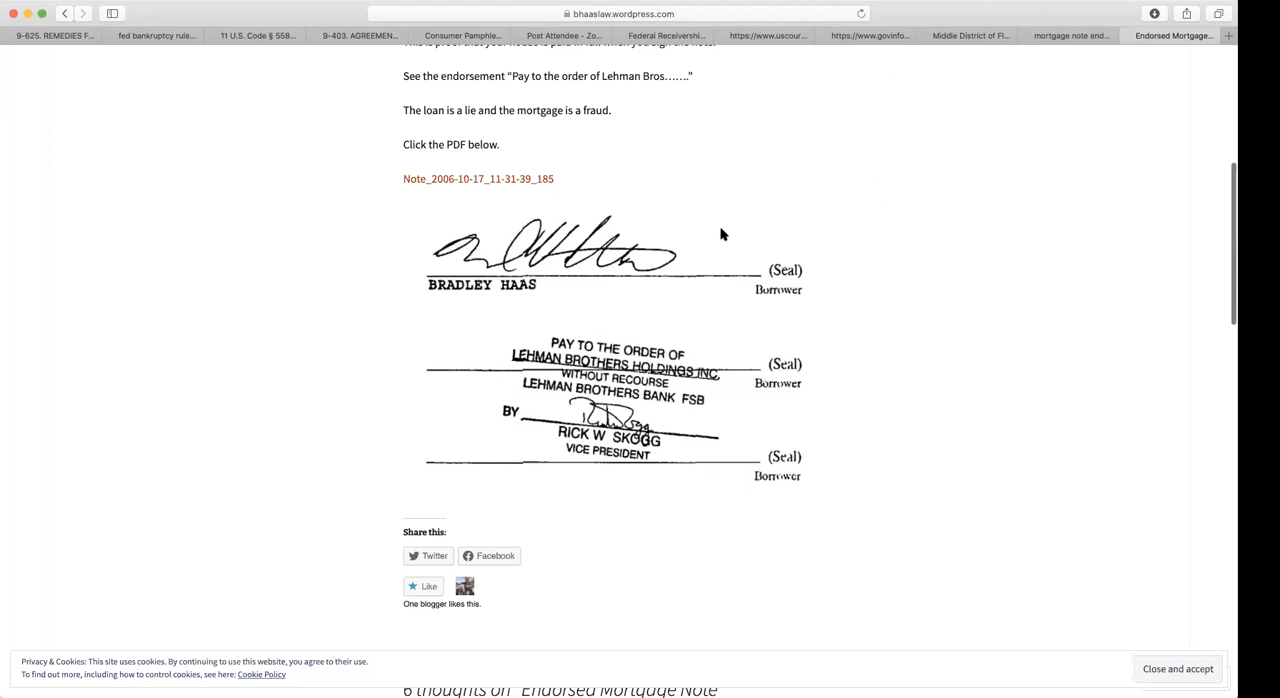 bhaaslaw.wordpress.com
9-625. REMEDIES F...
fed bankruptcy rule...
11 U.S. Code § 558...
9-403. AGREEMEN...
Consumer Pamphle...
Post Attendee - Zo...
Federal Receivershi...
https://www.uscour...
https://www.govinfo...
Middle District of Fl...
mortgage note end...
Endorsed Mortgage...
See the endorsement “Pay to the order of Lehman Bros…….”
The loan is a lie and the mortgage is a fraud.
Click the PDF below.
Note_2006-10-17_11-31-39_185
(Seal)
BRADLEY HAAS
Borrower
PAY TO THE ORDER OF
LEHMAN BROTHERS HOLDINGS INC.
(Seal)
WITHOUT RECOURSE
Borrower
LEHMAN BROTHERS BANK FSB
BY
RICK W SKOGG
VICE PRESIDENT
(Seal)
Borrower
Share this:
Twitter
Facebook
Like
One blogger likes this.
Privacy & Cookies: This site uses cookies. By continuing to use this website, you agree to their use.
To find out more, including how to control cookies, see here: Cookie Policy
Close and accept
6 thoughts on “Endorsed Mortgage Note”